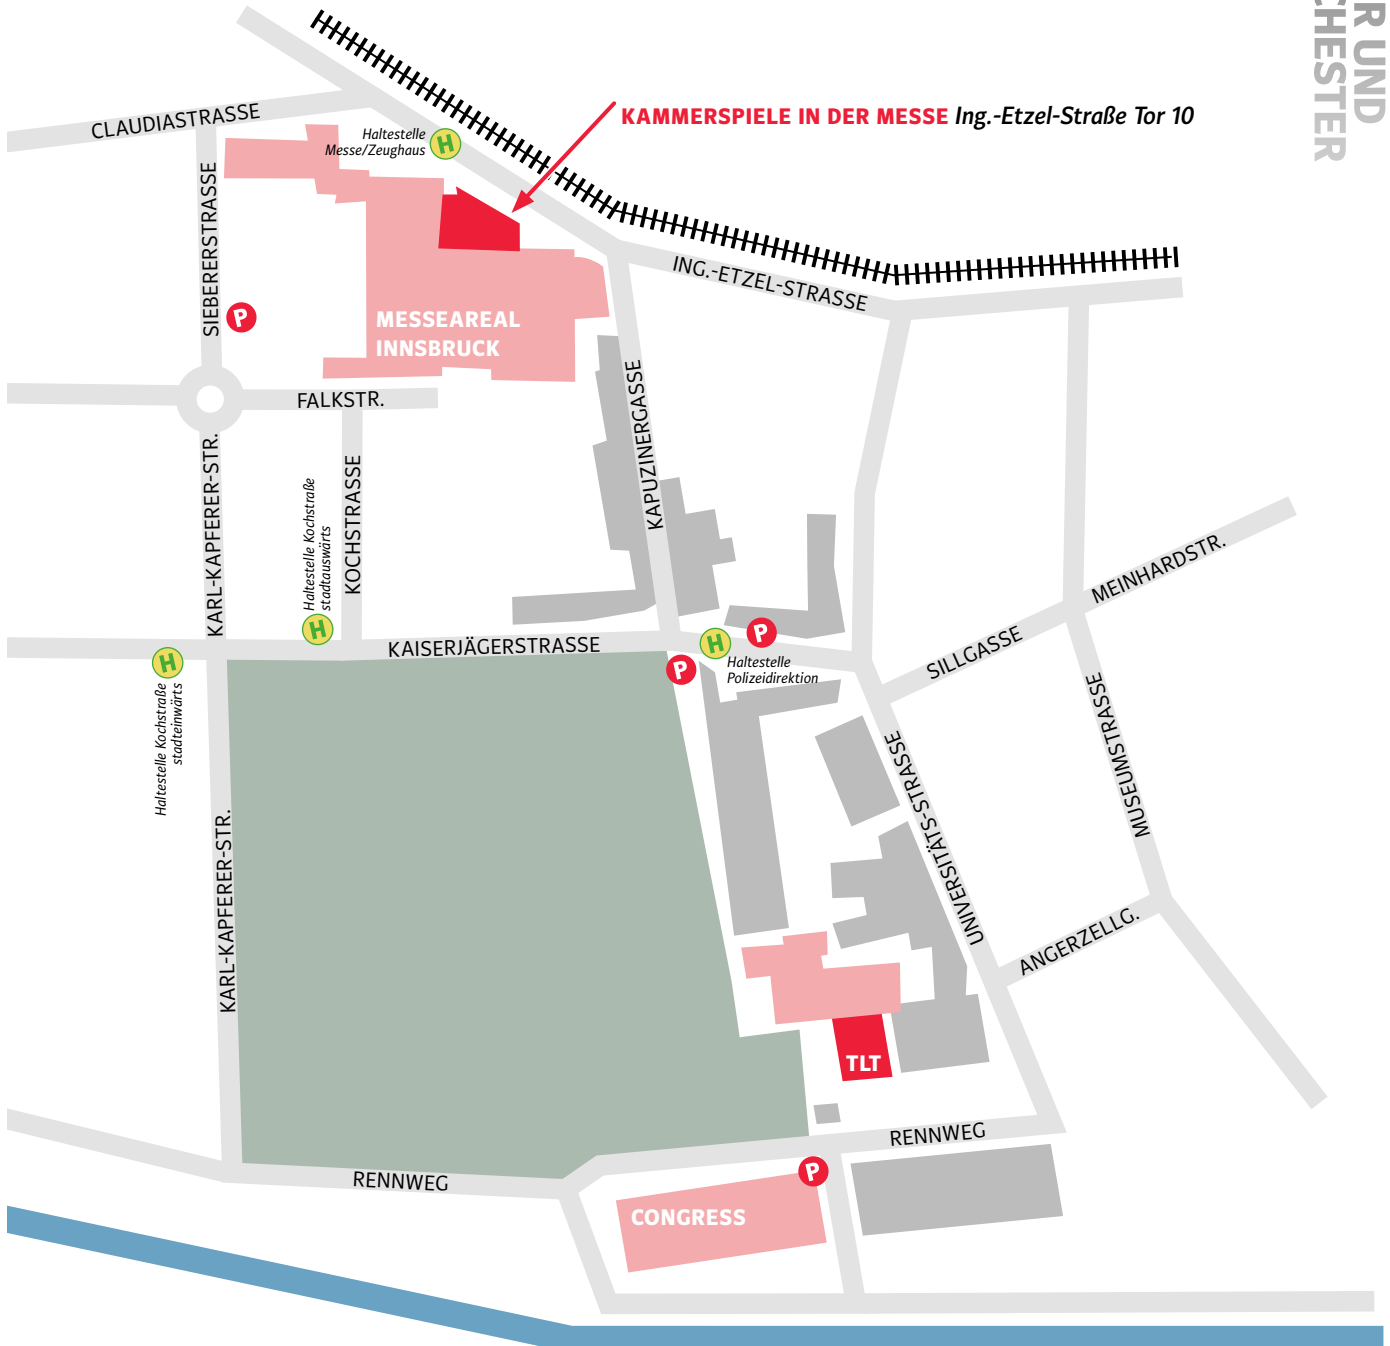 R UND
CHESTER
CLAUDIASTRASSE
Haltestelle
Messe/Zeughaus
H
KAMMERSPIELE IN DER MESSE Ing.-Etzel-Straße Tor 10
SIEBERERSTRASSE
P
MESSEAREAL
INNSBRUCK
ING.-ETZEL-STRASSE
FALKSTR.
KAPUZINERGASSE
KARL-KAPFERER-STR.
Haltestelle Kochstraße
stadtauswärts
H
KOCHSTRASSE
MEINHARDSTR.
SILLGASSE
KAISERJÄGERSTRASSE
H
P
Haltestelle
Polizeidirektion
P
H
Haltestelle Kochstraße
stadteinwärts
MUSEUMSTRASSE
UNIVERSITÄTS-STRASSE
KARL-KAPFERER-STR.
ANGERZELLG.
TLT
RENNWEG
RENNWEG
P
CONGRESS